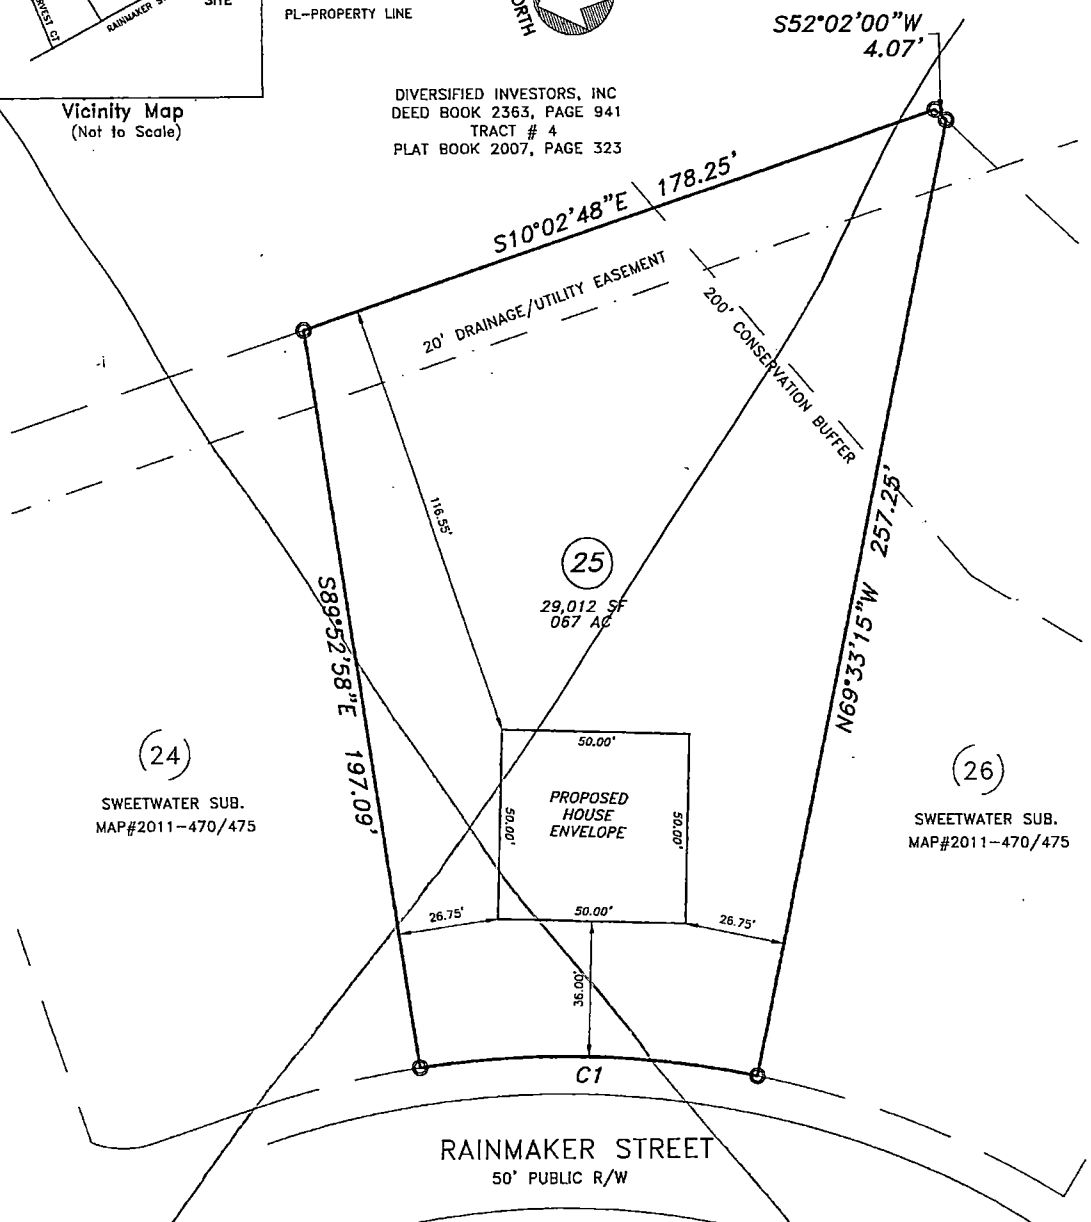 RVEST CT
RAINMAKER S
SITE
PL-PROPERTY LINE
ORTH
S52°02'00"W
4.07'
Vicinity Map
(Not to Scale)
DIVERSIFIED INVESTORS, INC
DEED BOOK 2363, PAGE 941
TRACT # 4
PLAT BOOK 2007, PAGE 323
S10°02'48"E 178.25'
20' DRAINAGE/UTILITY EASEMENT
200' CONSERVATION BUFFER
116.55'
25
29,012 SF
067 AC
S89°52'58"E 197.09'
N69°33'15"W 257.25'
24
SWEETWATER SUB.
MAP#2011-470/475
26
SWEETWATER SUB.
MAP#2011-470/475
50.00'
PROPOSED
HOUSE
ENVELOPE
50.00'
50.00'
50.00'
26.75'
26.75'
36.00'
C1
RAINMAKER STREET
50' PUBLIC R/W